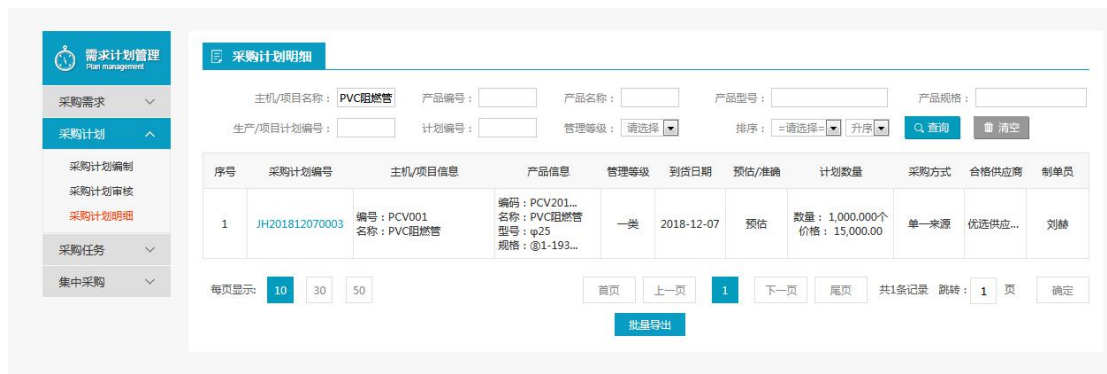 需求计划管理
Plan management
采购需求
采购计划
采购计划编制
采购计划审核
采购计划明细
采购任务
集中采购
采购计划明细
主机/项目名称： PVC阻燃管 产品编号： 产品名称： 产品型号： 产品规格：
生产/项目计划编号： 计划编号： 管理等级： 请选择 排序： =请选择= 升序 查询 清空
序号 采购计划编号 主机/项目信息 产品信息 管理等级 到货日期 预估/准确 计划数量 采购方式 合格供应商 制单员
1 JH201812070003
编号：PCV001
名称：PVC阻燃管
编码：PCV201...
名称：PVC阻燃管
型号：φ25
规格：@1-193...
一类 2018-12-07 预估
数量： 1,000.000个
价格： 15,000.00
单一来源 优选供应... 刘赫
每页显示: 10 30 50 首页 上一页 1 下一页 尾页 共1条记录 跳转： 1 页 确定
批量导出